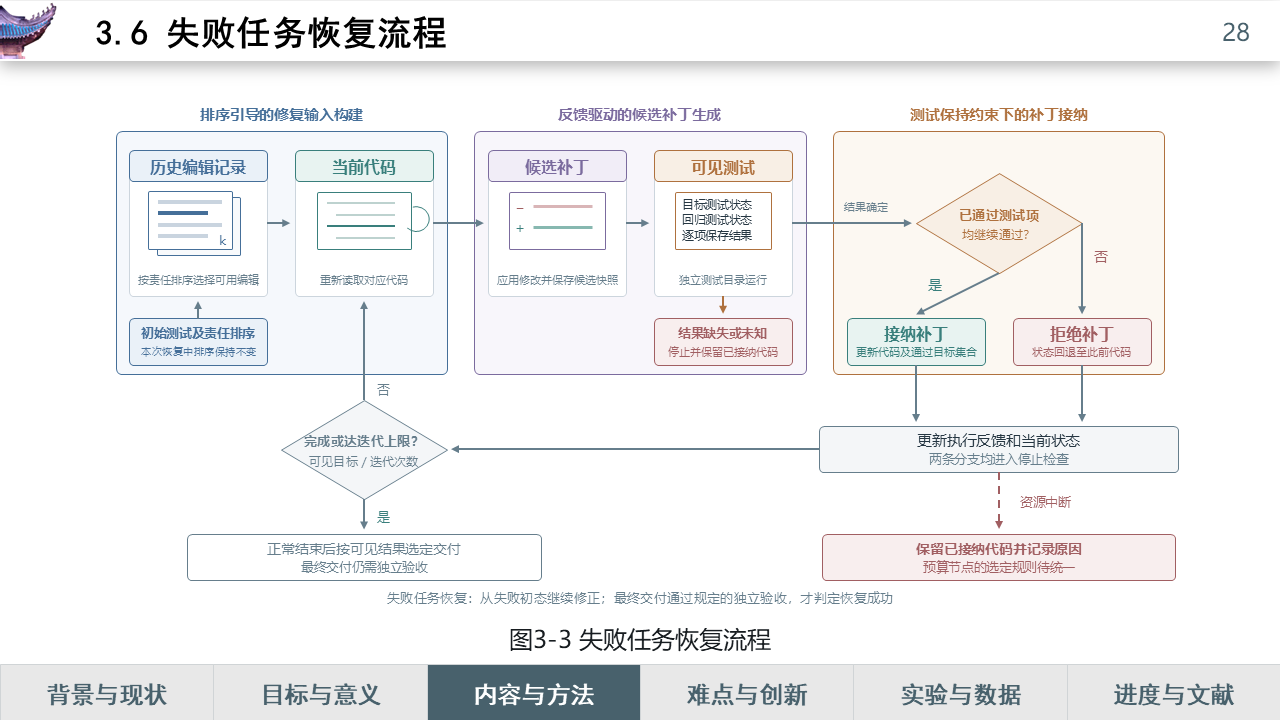 3.6 失败任务恢复流程
28
排序引导的修复输入构建
反馈驱动的候选补丁生成
测试保持约束下的补丁接纳
历史编辑记录
当前代码
候选补丁
可见测试
k
按责任排序选择可用编辑
重新读取对应代码
−
+
应用修改并保存候选快照
目标测试状态
回归测试状态
逐项保存结果
独立测试目录运行
结果确定
已通过测试项
均继续通过?
是
否
初始测试及责任排序
本次恢复中排序保持不变
结果缺失或未知
停止并保留已接纳代码
接纳补丁
更新代码及通过目标集合
拒绝补丁
状态回退至此前代码
否
完成或达迭代上限?
可见目标 / 迭代次数
更新执行反馈和当前状态
两条分支均进入停止检查
是
资源中断
正常结束后按可见结果选定交付
最终交付仍需独立验收
保留已接纳代码并记录原因
预算节点的选定规则待统一
失败任务恢复：从失败初态继续修正；最终交付通过规定的独立验收，才判定恢复成功
图3-3 失败任务恢复流程
背景与现状
目标与意义
内容与方法
难点与创新
实验与数据
进度与文献